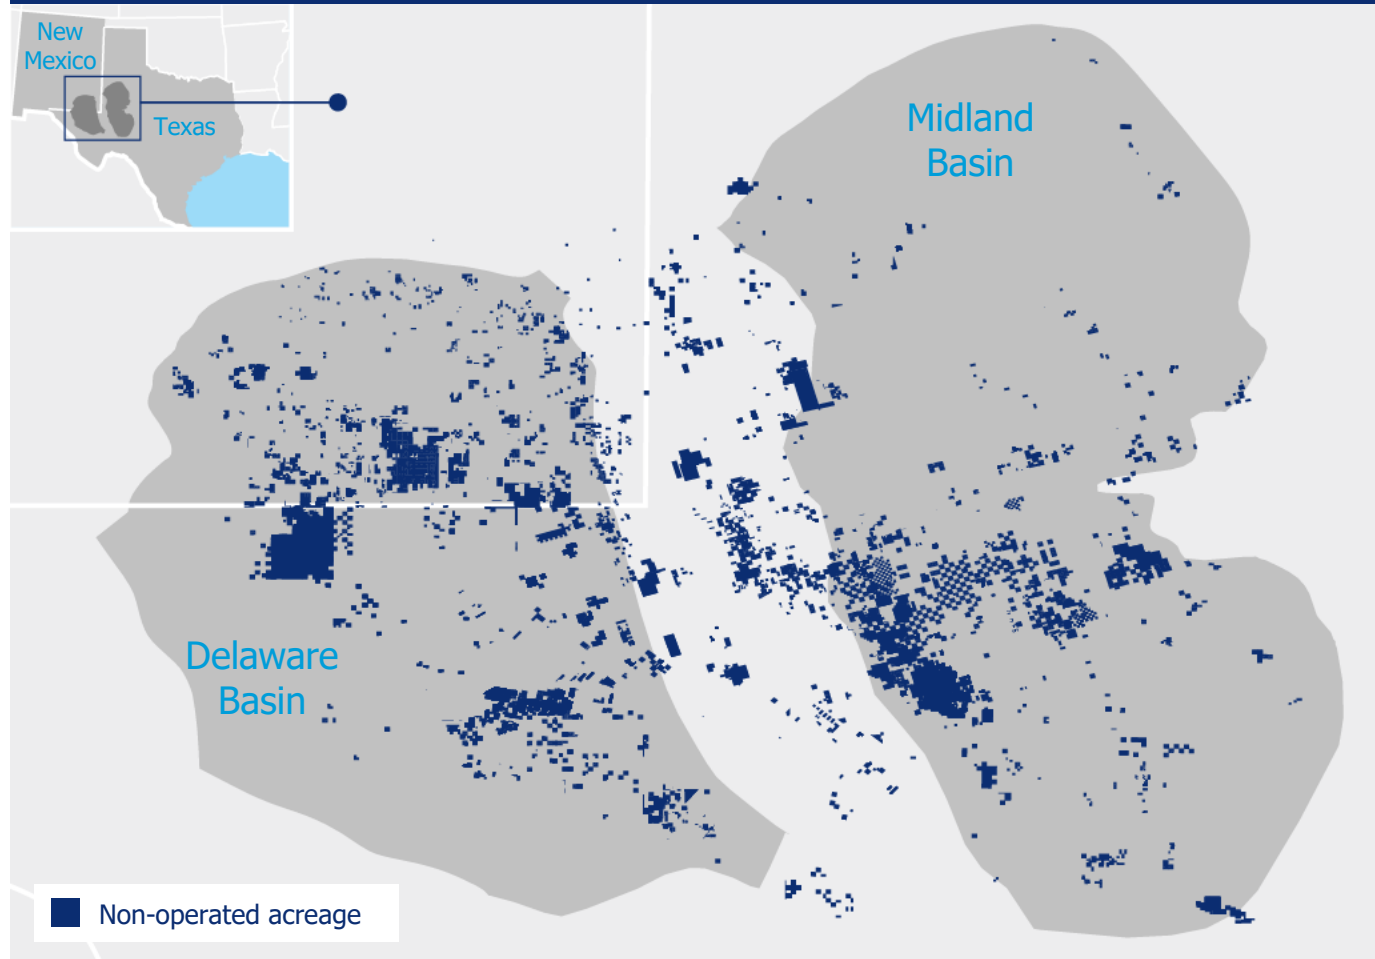 New
Mexico
Texas
Midland
Basin
Delaware
Basin
Non-operated acreage